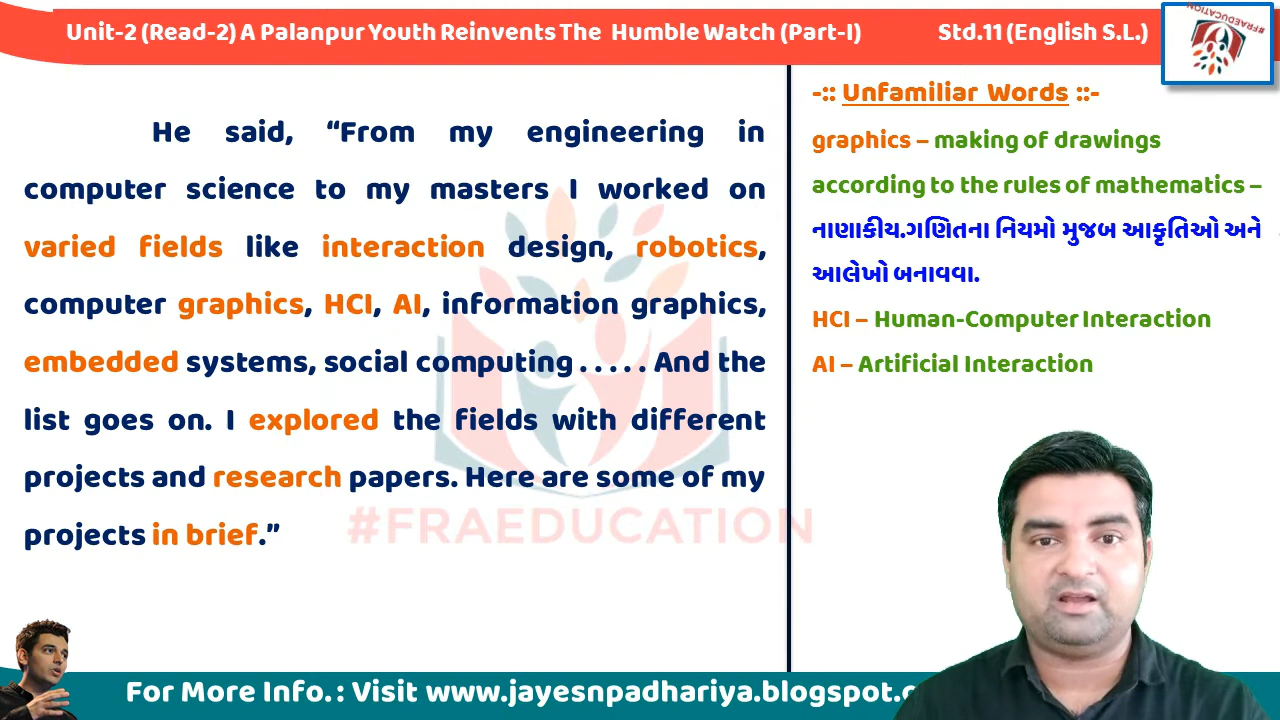 Unit-2 (Read-2) A Palanpur Youth Reinvents The Humble Watch (Part-I) Std.11 (English S.L.)
#FRAEDUCATION
He said, “From my engineering in
computer science to my masters I worked on
varied fields like interaction design, robotics,
computer graphics, HCI, AI, information graphics,
embedded systems, social computing . . . . . And the
list goes on. I explored the fields with different
projects and research papers. Here are some of my
projects in brief.”
#FRAEDUCATION
-:: Unfamiliar Words ::-
graphics – making of drawings
according to the rules of mathematics –
નાણાકીય.ગણિતના નિયમો મુજબ આકૃતિઓ અને
આલેખો બનાવવા.
HCI – Human-Computer Interaction
AI – Artificial Interaction
For More Info. : Visit www.jayesnpadhariya.blogspot.